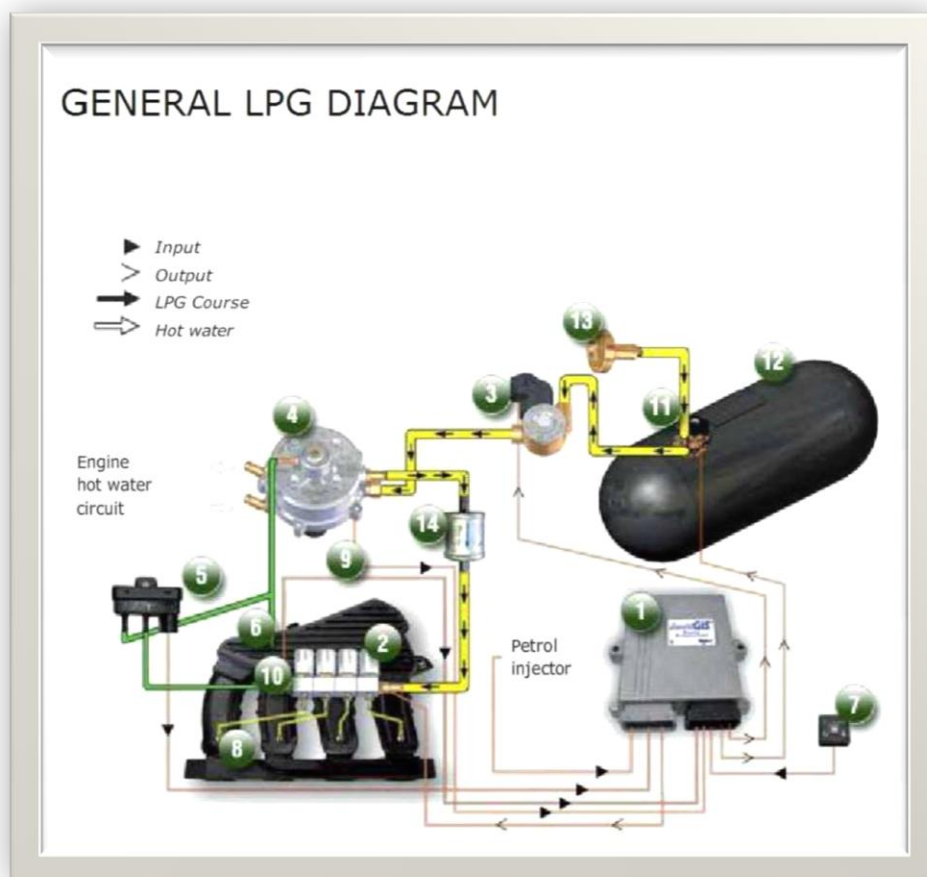 GENERAL LPG DIAGRAM
Input
Output
LPG Course
Hot water
13
12
3
11
4
Engine
hot water
circuit
14
5
9
1
6
2
Petrol
injector
10
7
8